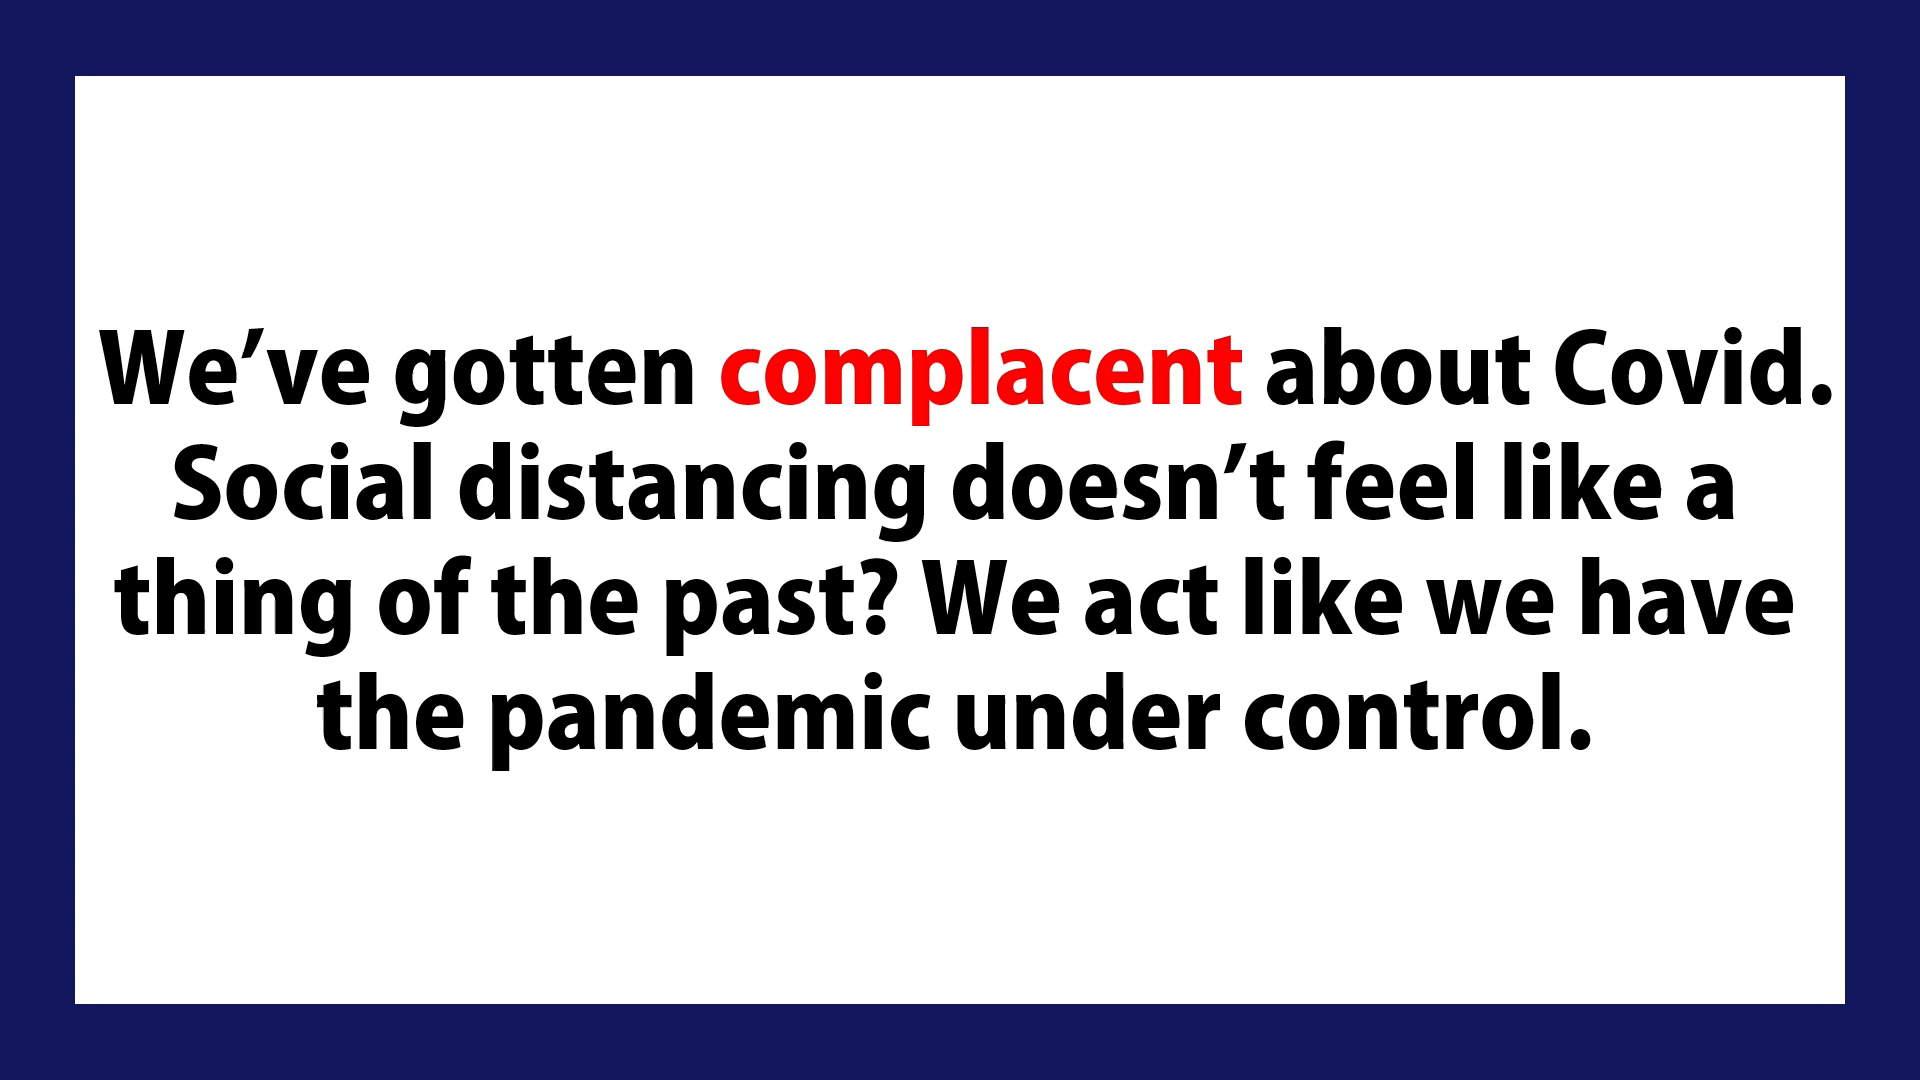 We’ve gotten complacent about Covid.
Social distancing doesn’t feel like a
thing of the past? We act like we have
the pandemic under control.